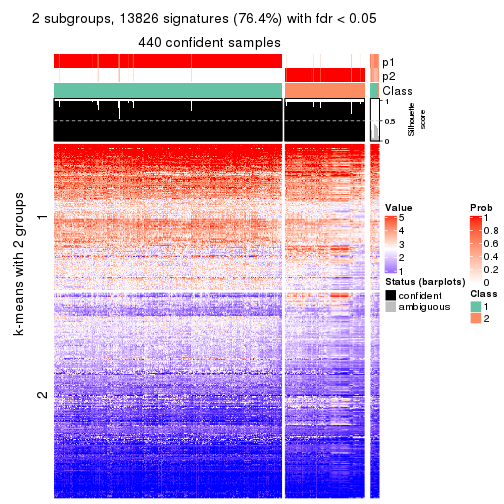 2 subgroups, 13826 signatures (76.4%) with fdr < 0.05
440 confident samples
p1
p2
Class
1
0.5
0
Silhouette
score
k-means with 2 groups
1
2
Value
5
4
3
2
1
Status (barplots)
confident
ambiguous
Prob
1
0.8
0.6
0.4
0.2
0
Class
1
2